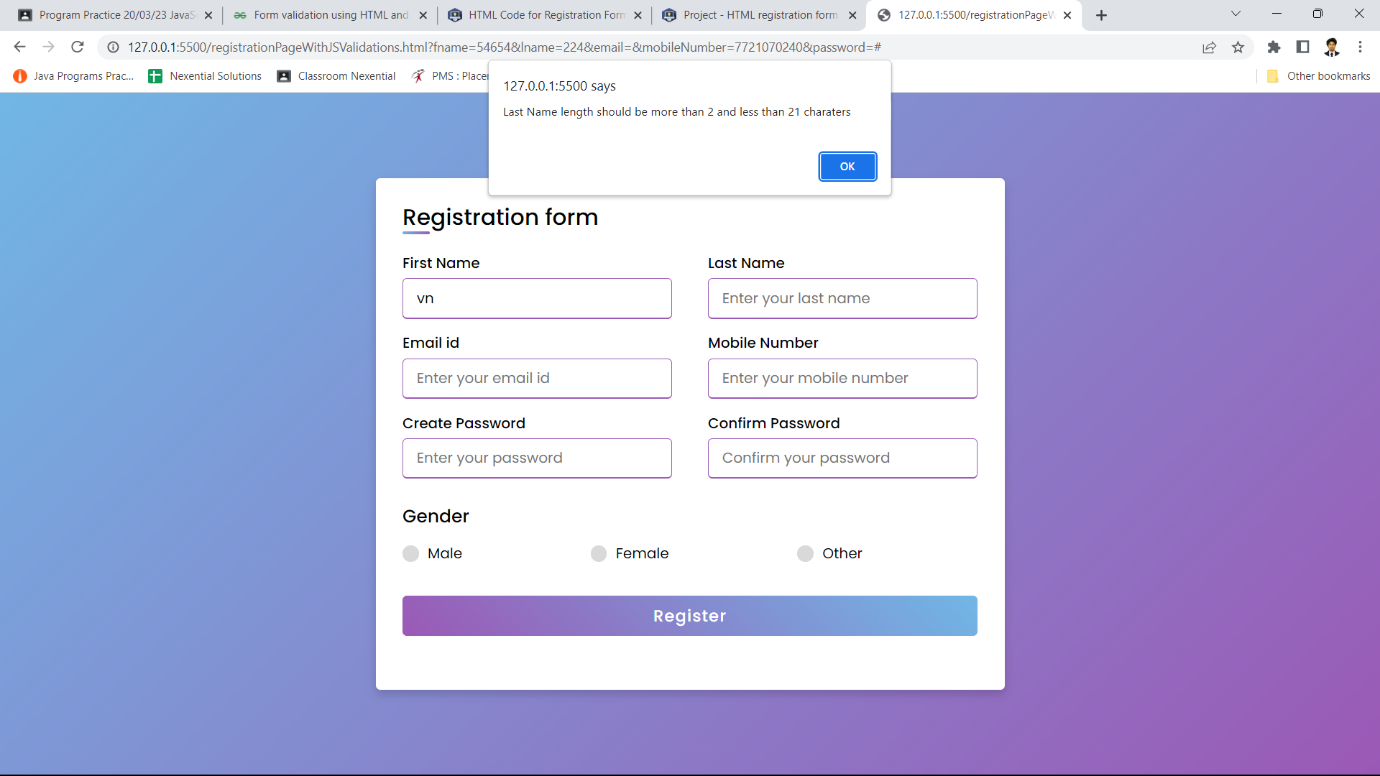 Program Practice 20/03/23 JavaS
Form validation using HTML and
HTML Code for Registration Form
Project - HTML registration form
127.0.0.1:5500/registrationPageW
127.0.0.1:5500/registrationPageWithJSValidations.html?fname=54654&lname=224&email=&mobileNumber=7721070240&password=#
Java Programs Prac...
Nexential Solutions
Classroom Nexential
PMS : Placer
Other bookmarks
127.0.0.1:5500 says
Last Name length should be more than 2 and less than 21 charaters
OK
Registration form
First Name
Last Name
vn
Enter your last name
Email id
Mobile Number
Enter your email id
Enter your mobile number
Create Password
Confirm Password
Enter your password
Confirm your password
Gender
Male
Female
Other
Register